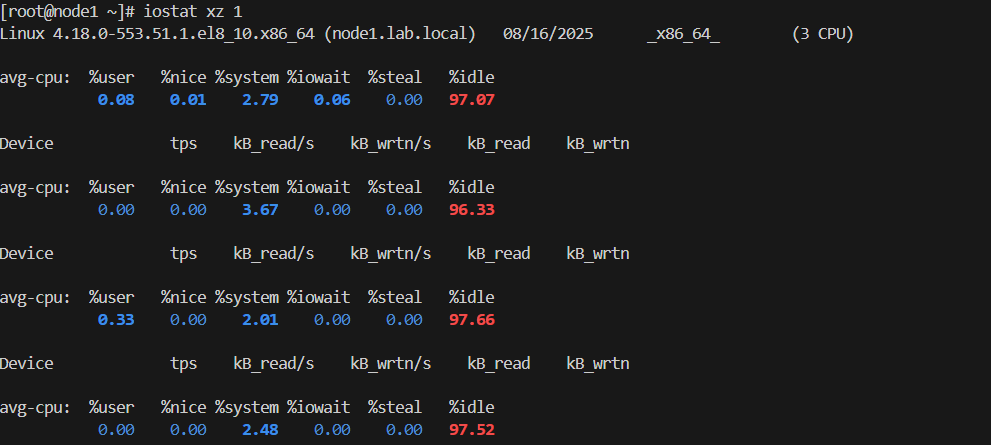 [root@node1 ~]# iostat xz 1
Linux 4.18.0-553.51.1.el8_10.x86_64 (node1.lab.local) 08/16/2025 _x86_64_ (3 CPU)
avg-cpu: %user %nice %system %iowait %steal %idle
0.08 0.01 2.79 0.06 0.00 97.07
Device tps kB_read/s kB_wrtn/s kB_read kB_wrtn
avg-cpu: %user %nice %system %iowait %steal %idle
0.00 0.00 3.67 0.00 0.00 96.33
Device tps kB_read/s kB_wrtn/s kB_read kB_wrtn
avg-cpu: %user %nice %system %iowait %steal %idle
0.33 0.00 2.01 0.00 0.00 97.66
Device tps kB_read/s kB_wrtn/s kB_read kB_wrtn
avg-cpu: %user %nice %system %iowait %steal %idle
0.00 0.00 2.48 0.00 0.00 97.52